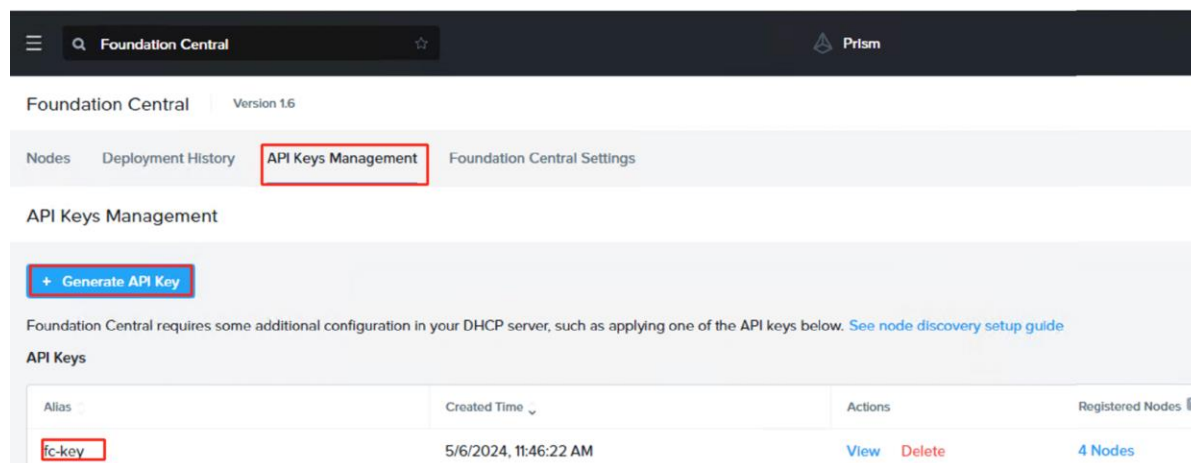 Foundation Central
Prism
Foundation Central Version 1.6
Nodes Deployment History API Keys Management Foundation Central Settings
API Keys Management
+ Generate API Key
Foundation Central requires some additional configuration in your DHCP server, such as applying one of the API keys below. See node discovery setup guide
API Keys
Alias Created Time Actions Registered Nodes
fc-key 5/6/2024, 11:46:22 AM View Delete 4 Nodes